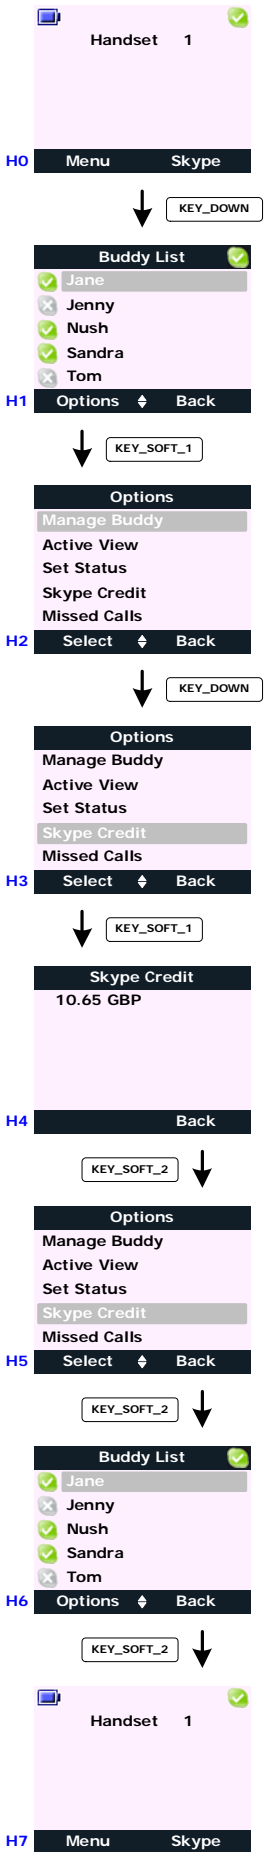 Handset 1
H0 Menu Skype
KEY_DOWN
Buddy List
Jane
Jenny
Nush
Sandra
Tom
H1 Options Back
KEY_SOFT_1
Options
Manage Buddy
Active View
Set Status
Skype Credit
Missed Calls
H2 Select Back
KEY_DOWN
Options
Manage Buddy
Active View
Set Status
Skype Credit
Missed Calls
H3 Select Back
KEY_SOFT_1
Skype Credit
10.65 GBP
H4 Back
KEY_SOFT_2
Options
Manage Buddy
Active View
Set Status
Skype Credit
Missed Calls
H5 Select Back
KEY_SOFT_2
Buddy List
Jane
Jenny
Nush
Sandra
Tom
H6 Options Back
KEY_SOFT_2
Handset 1
H7 Menu Skype